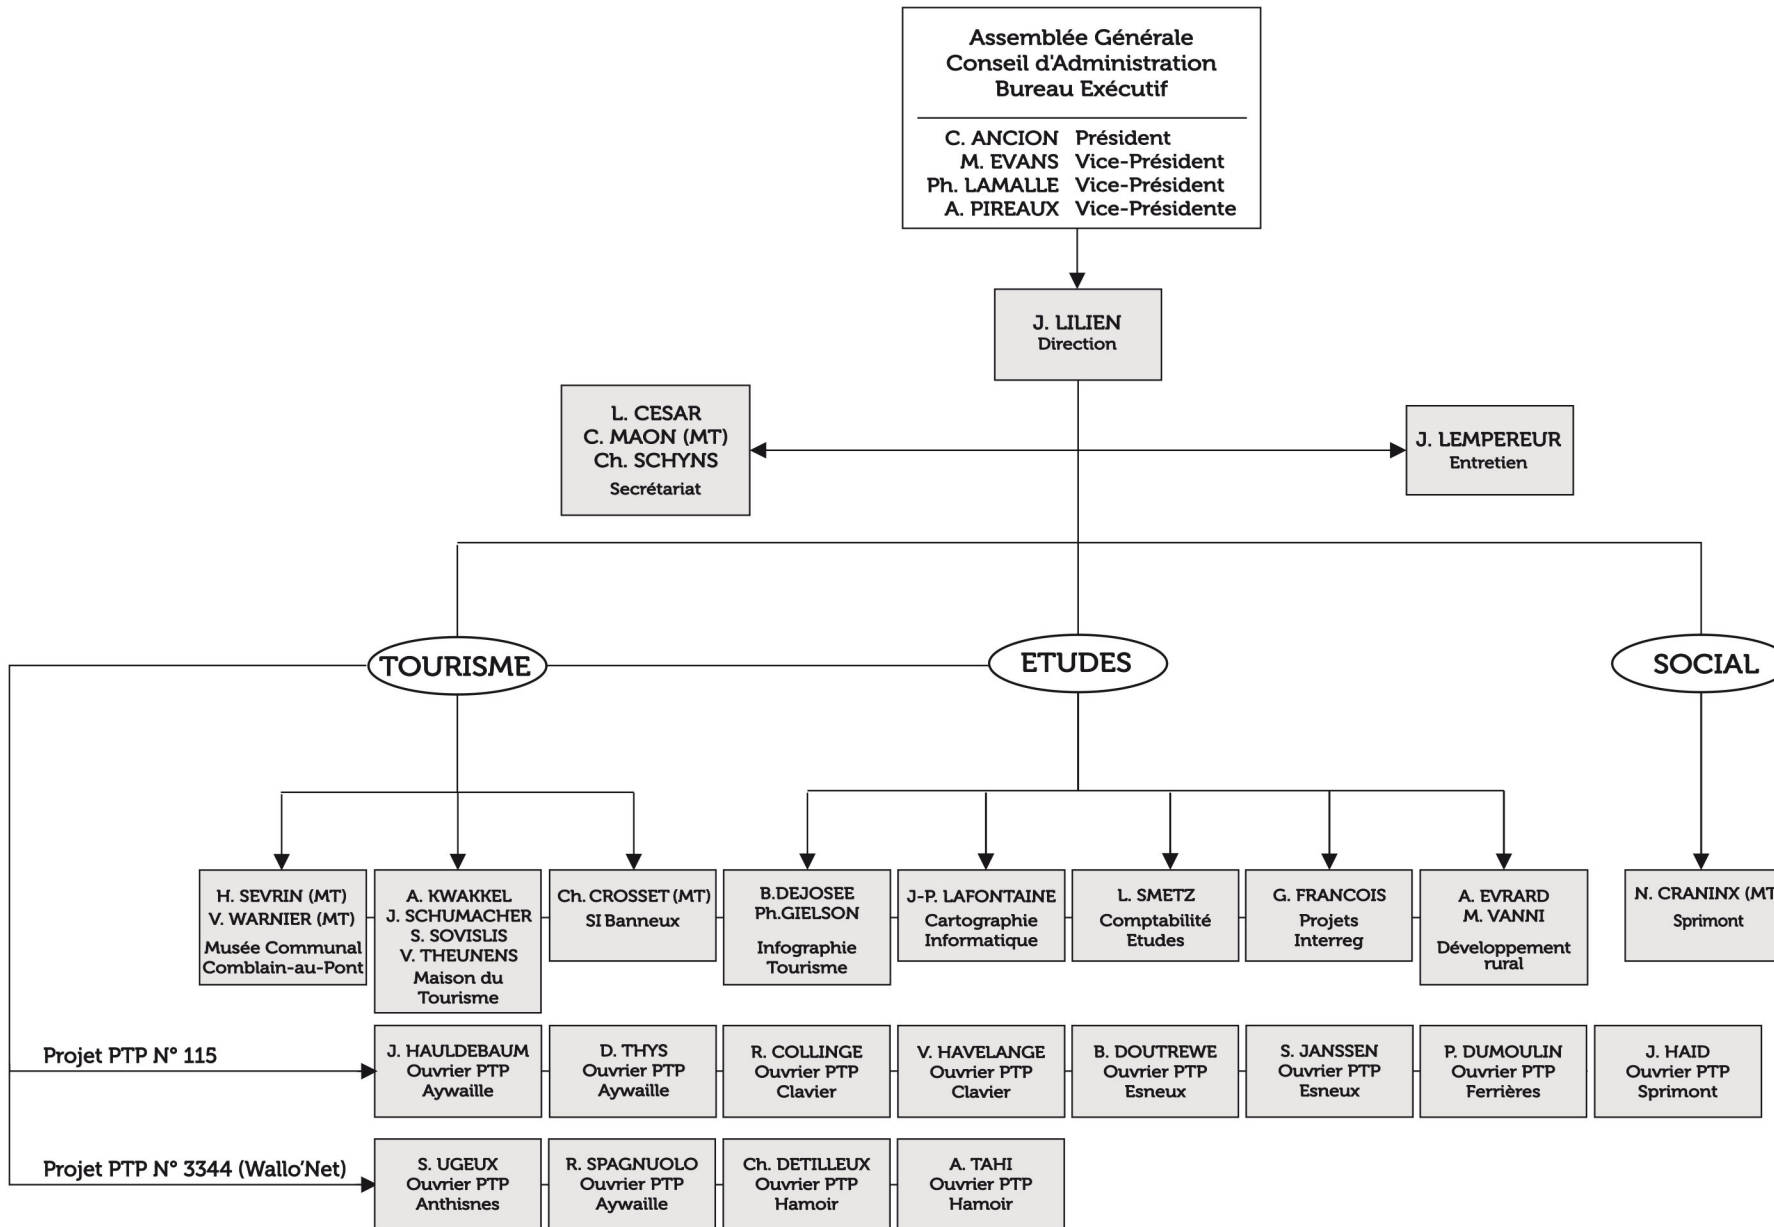 Assemblée Générale
Conseil d'Administration
Bureau Exécutif
C. ANCION Président
M. EVANS Vice-Président
Ph. LAMALLE Vice-Président
A. PIREAUX Vice-Présidente
J. LILIEN
Direction
L. CESAR
C. MAON (MT)
Ch. SCHYNS
Secrétariat
J. LEMPEREUR
Entretien
TOURISME
ETUDES
SOCIAL
H. SEVRIN (MT)
V. WARNIER (MT)
Musée Communal
Comblain-au-Pont
A. KWAKKEL
J. SCHUMACHER
S. SOVISLIS
V. THEUNENS
Maison du
Tourisme
Ch. CROSSET (MT)
SI Banneux
B.DEJOSEE
Ph.GIELSON
Infographie
Tourisme
J-P. LAFONTAINE
Cartographie
Informatique
L. SMETZ
Comptabilité
Etudes
G. FRANCOIS
Projets
Interreg
A. EVRARD
M. VANNI
Développement
rural
N. CRANINX (MT
Sprimont
Projet PTP N° 115
J. HAULDEBAUM
Ouvrier PTP
Aywaille
D. THYS
Ouvrier PTP
Aywaille
R. COLLINGE
Ouvrier PTP
Clavier
V. HAVELANGE
Ouvrier PTP
Clavier
B. DOUTREWE
Ouvrier PTP
Esneux
S. JANSSEN
Ouvrier PTP
Esneux
P. DUMOULIN
Ouvrier PTP
Ferrières
J. HAID
Ouvrier PTP
Sprimont
Projet PTP N° 3344 (Wallo'Net)
S. UGEUX
Ouvrier PTP
Anthisnes
R. SPAGNUOLO
Ouvrier PTP
Aywaille
Ch. DETILLEUX
Ouvrier PTP
Hamoir
A. TAHI
Ouvrier PTP
Hamoir